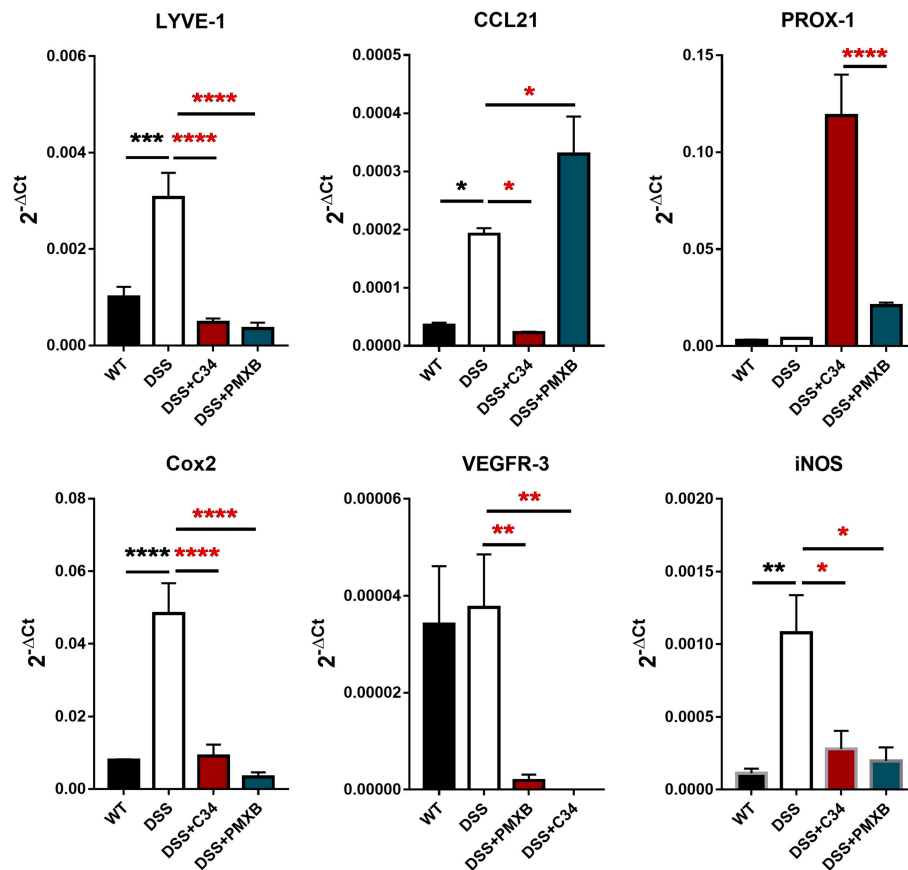 LYVE-1
2^-ΔCt
0.006
0.004
0.002
0.000
****
*** ****
WT
DSS
DSS+C34
DSS+PMXB
CCL21
2^-ΔCt
0.0005
0.0004
0.0003
0.0002
0.0001
0.0000
*
* *
WT
DSS
DSS+C34
DSS+PMXB
PROX-1
2^-ΔCt
0.15
0.10
0.05
0.00
****
WT
DSS
DSS+C34
DSS+PMXB
Cox2
2^-ΔCt
0.08
0.06
0.04
0.02
0.00
****
**** ****
WT
DSS
DSS+C34
DSS+PMXB
VEGFR-3
2^-ΔCt
0.00006
0.00004
0.00002
0.00000
**
**
WT
DSS
DSS+PMXB
DSS+C34
iNOS
2^-ΔCt
0.0020
0.0015
0.0010
0.0005
0.0000
*
** *
WT
DSS
DSS+C34
DSS+PMXB